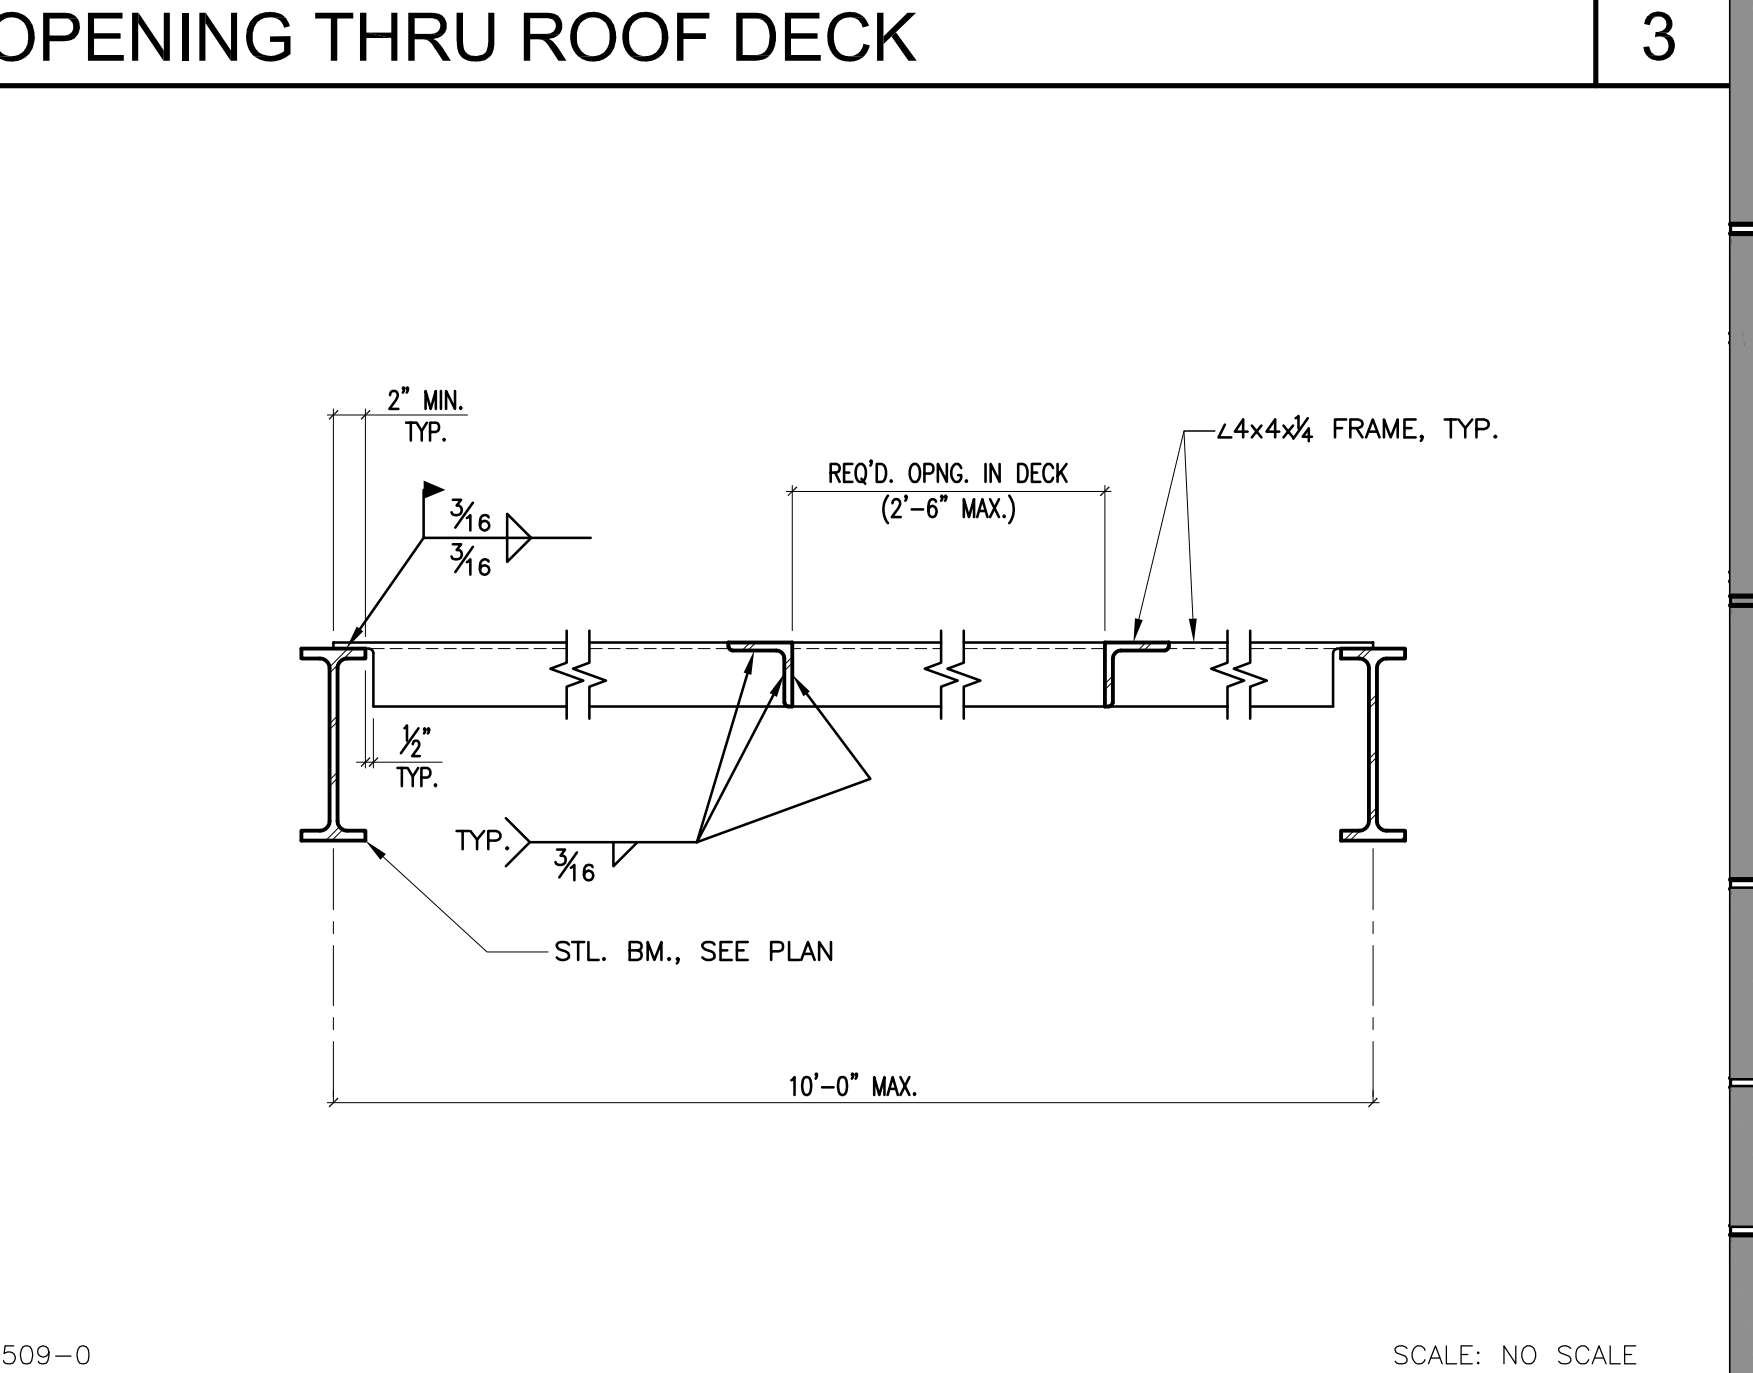 OPENING THRU ROOF DECK
3
2" MIN.
TYP.
∠4x4x1/4 FRAME, TYP.
REQ'D. OPNG. IN DECK
(2'-6" MAX.)
3/16
3/16
1/2"
TYP.
TYP.
3/16
STL. BM., SEE PLAN
10'-0" MAX.
509-0
SCALE: NO SCALE